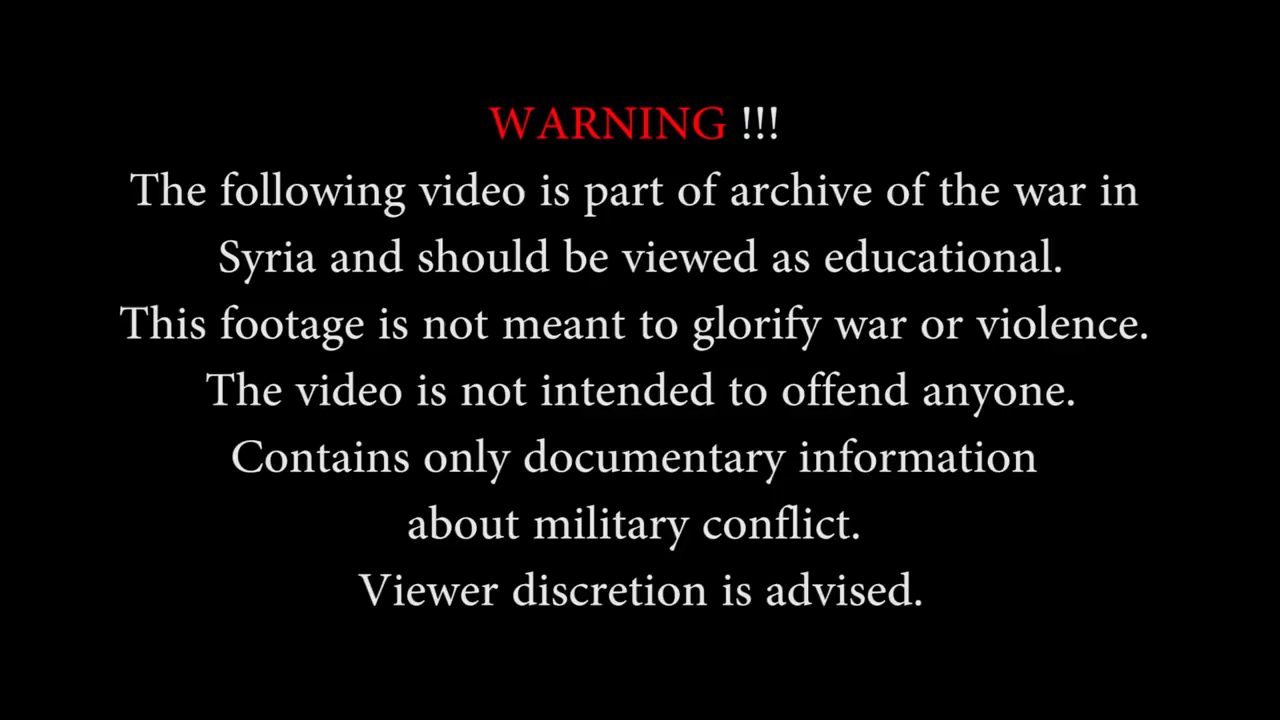 WARNING !!!
The following video is part of archive of the war in
Syria and should be viewed as educational.
This footage is not meant to glorify war or violence.
The video is not intended to offend anyone.
Contains only documentary information
about military conflict.
Viewer discretion is advised.